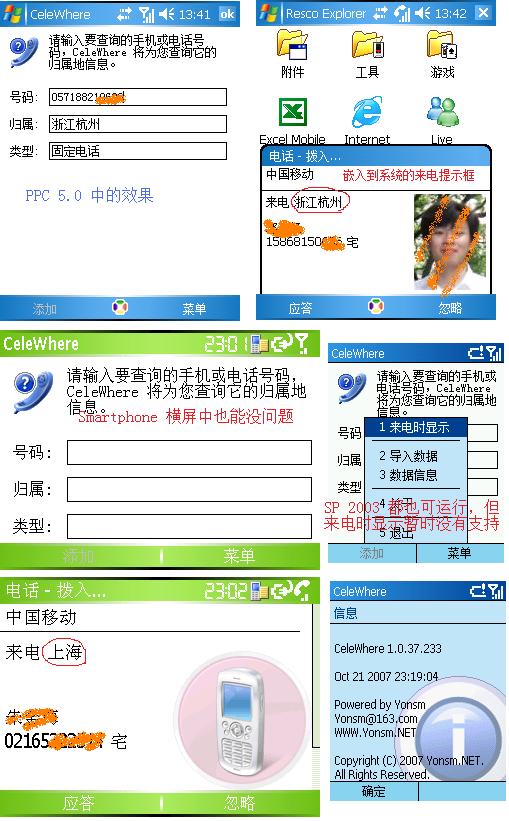 CeleWhere 13:41 ok
请输入要查询的手机或电话号
码，CeleWhere 将为您查询它的
归属地信息。
号码:
归属: 浙江杭州
类型: 固定电话
PPC 5.0 中的效果
添加 菜单
Resco Explorer 13:42
附件 工具 游戏
Excel Mobile Internet Live
电话 - 拨入...
中国移动 嵌入到系统的来电提示框
来电 浙江杭州
宅
应答 忽略
CeleWhere 23:01
请输入要查询的手机或电话号码，
CeleWhere 将为您查询它的归属地
信息。
Smartphone 横屏中也能没问题
号码:
归属:
类型:
添加 菜单
CeleWhere
请输入要查询的手机或电
话号码，CeleWhere
将为您查询它的归属地信
息。
号码 1 来电时显示
归属 2 导入数据
类型 3 数据信息
4
SP 2003 都也可运行，但
来电时显示暂时没有支持
5 退出
添加 菜单
电话 - 拨入... 23:02
中国移动
来电 上海
宅
应答 忽略
CeleWhere
信息
CeleWhere 1.0.37.233
Oct 21 2007 23:19:04
Powered by Yonsm
Yonsm@163.com
WWW.Yonsm.NET
Copyright (C) 2007 Yonsm.NET.
All Rights Reserved.
确定